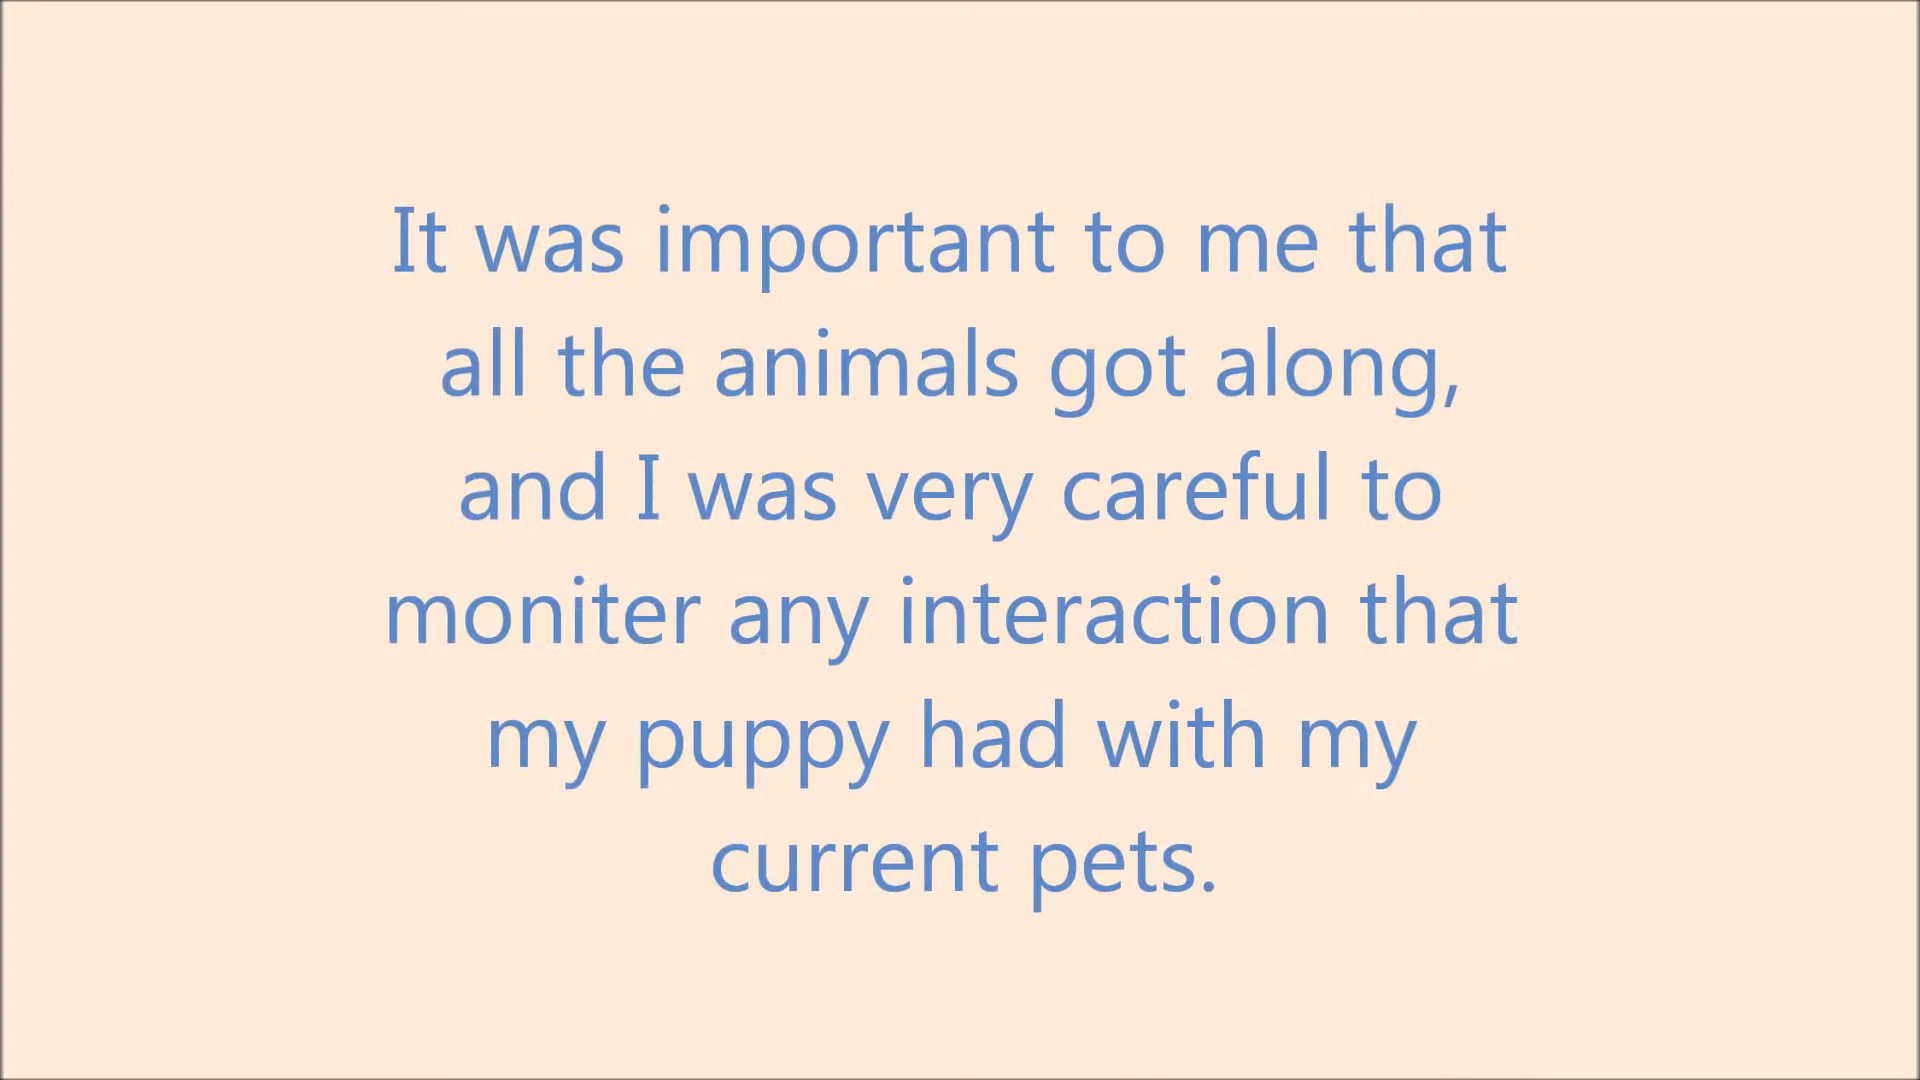 It was important to me that
all the animals got along,
and I was very careful to
moniter any interaction that
my puppy had with my
current pets.